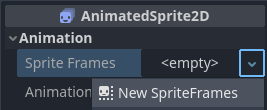 AnimatedSprite2D
Animation
Sprite Frames <empty>
Animation New SpriteFrames